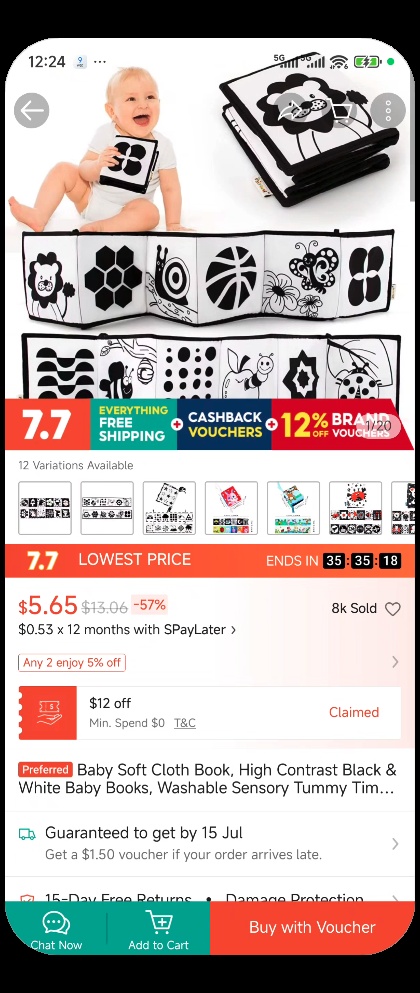 12:24 ...
5G 5G
7.7
EVERYTHING
FREE
SHIPPING
+
CASHBACK
VOUCHERS
+
12% OFF
BRAND
VOUCHERS
1/20
12 Variations Available
7.7 LOWEST PRICE ENDS IN 35:35:18
$5.65 $13.06 -57% 8k Sold
$0.53 x 12 months with SPayLater >
Any 2 enjoy 5% off
$12 off
Min. Spend $0 T&C
Claimed
Preferred Baby Soft Cloth Book, High Contrast Black &
White Baby Books, Washable Sensory Tummy Tim...
Guaranteed to get by 15 Jul
Get a $1.50 voucher if your order arrives late.
15-Day Free Returns • Damage Protection
Chat Now
Add to Cart
Buy with Voucher